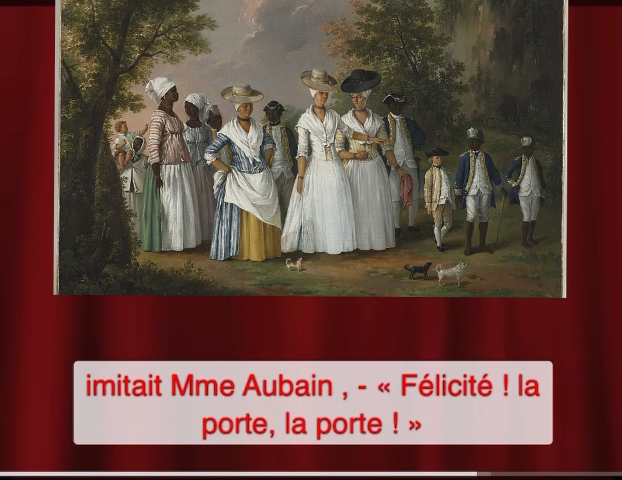 imitait Mme Aubain , - « Félicité ! la
porte, la porte ! »